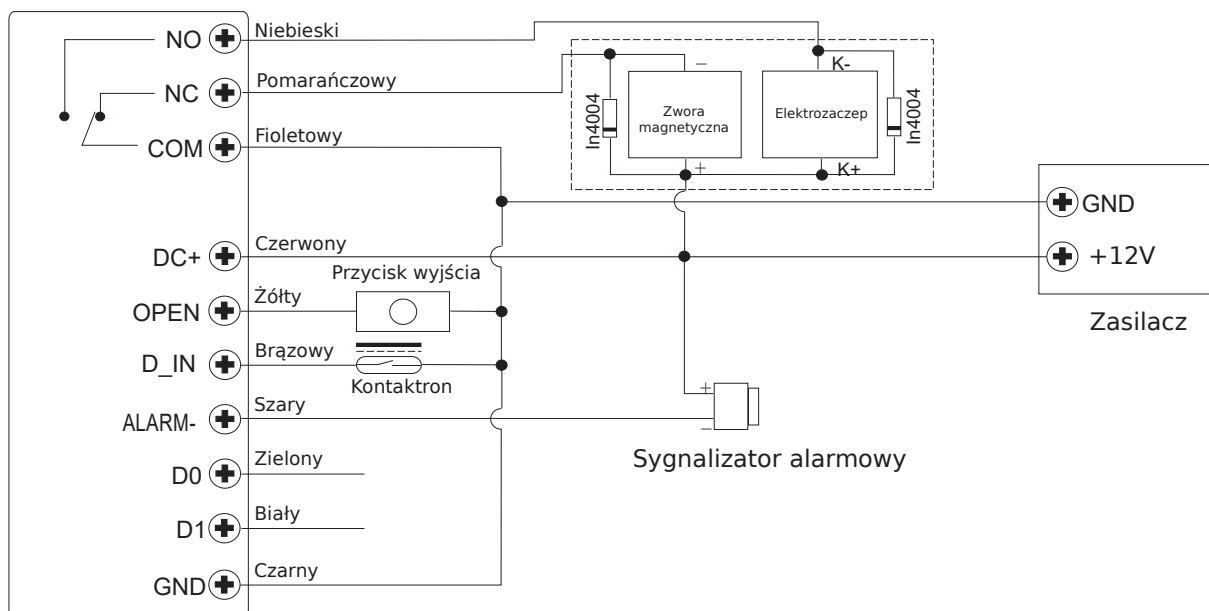 NO
Niebieski
NC
Pomarańczowy
COM
Fioletowy
DC+
Czerwony
OPEN
Żółty
D_IN
Brązowy
ALARM-
Szary
D0
Zielony
D1
Biały
GND
Czarny
Przycisk wyjścia
Kontaktron
In4004
−
Zwora
magnetyczna
+
K-
Elektrozaczep
K+
In4004
GND
+12V
Zasilacz
+
−
Sygnalizator alarmowy